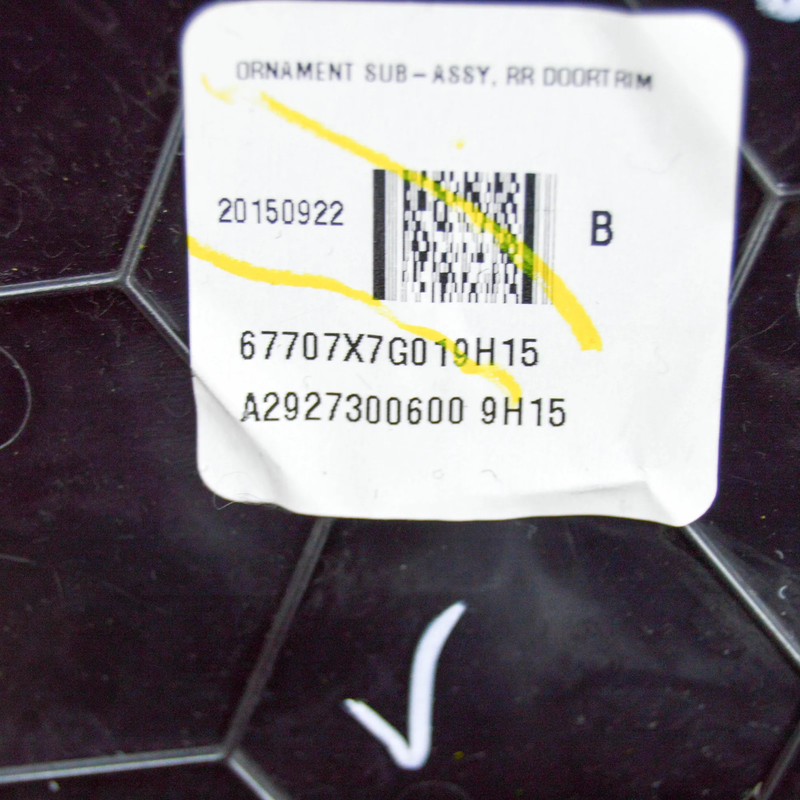 ORNAMENT SUB-ASSY, RR DOORTRIM
20150922
B
67707X7G019H15
A2927300600 9H15